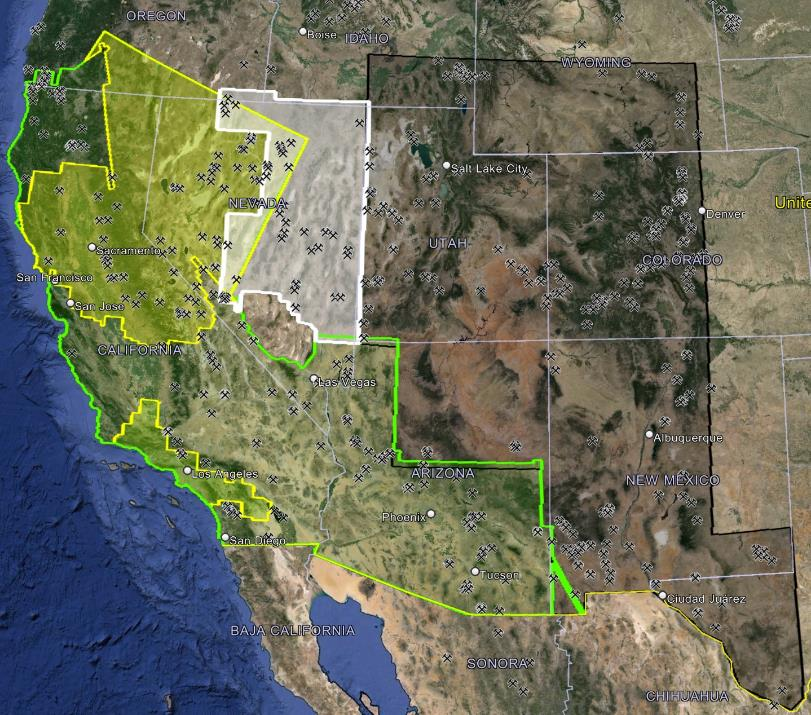 OREGON
Boise
IDAHO
WYOMING
Salt Lake City
Denver
Unite
NEVADA
UTAH
COLORADO
Sacramento
San Francisco
San Jose
CALIFORNIA
Las Vegas
Albuquerque
Los Angeles
ARIZONA
NEW MEXICO
Phoenix
San Diego
Tucson
Ciudad Juárez
BAJA CALIFORNIA
SONORA
CHIHUAHUA